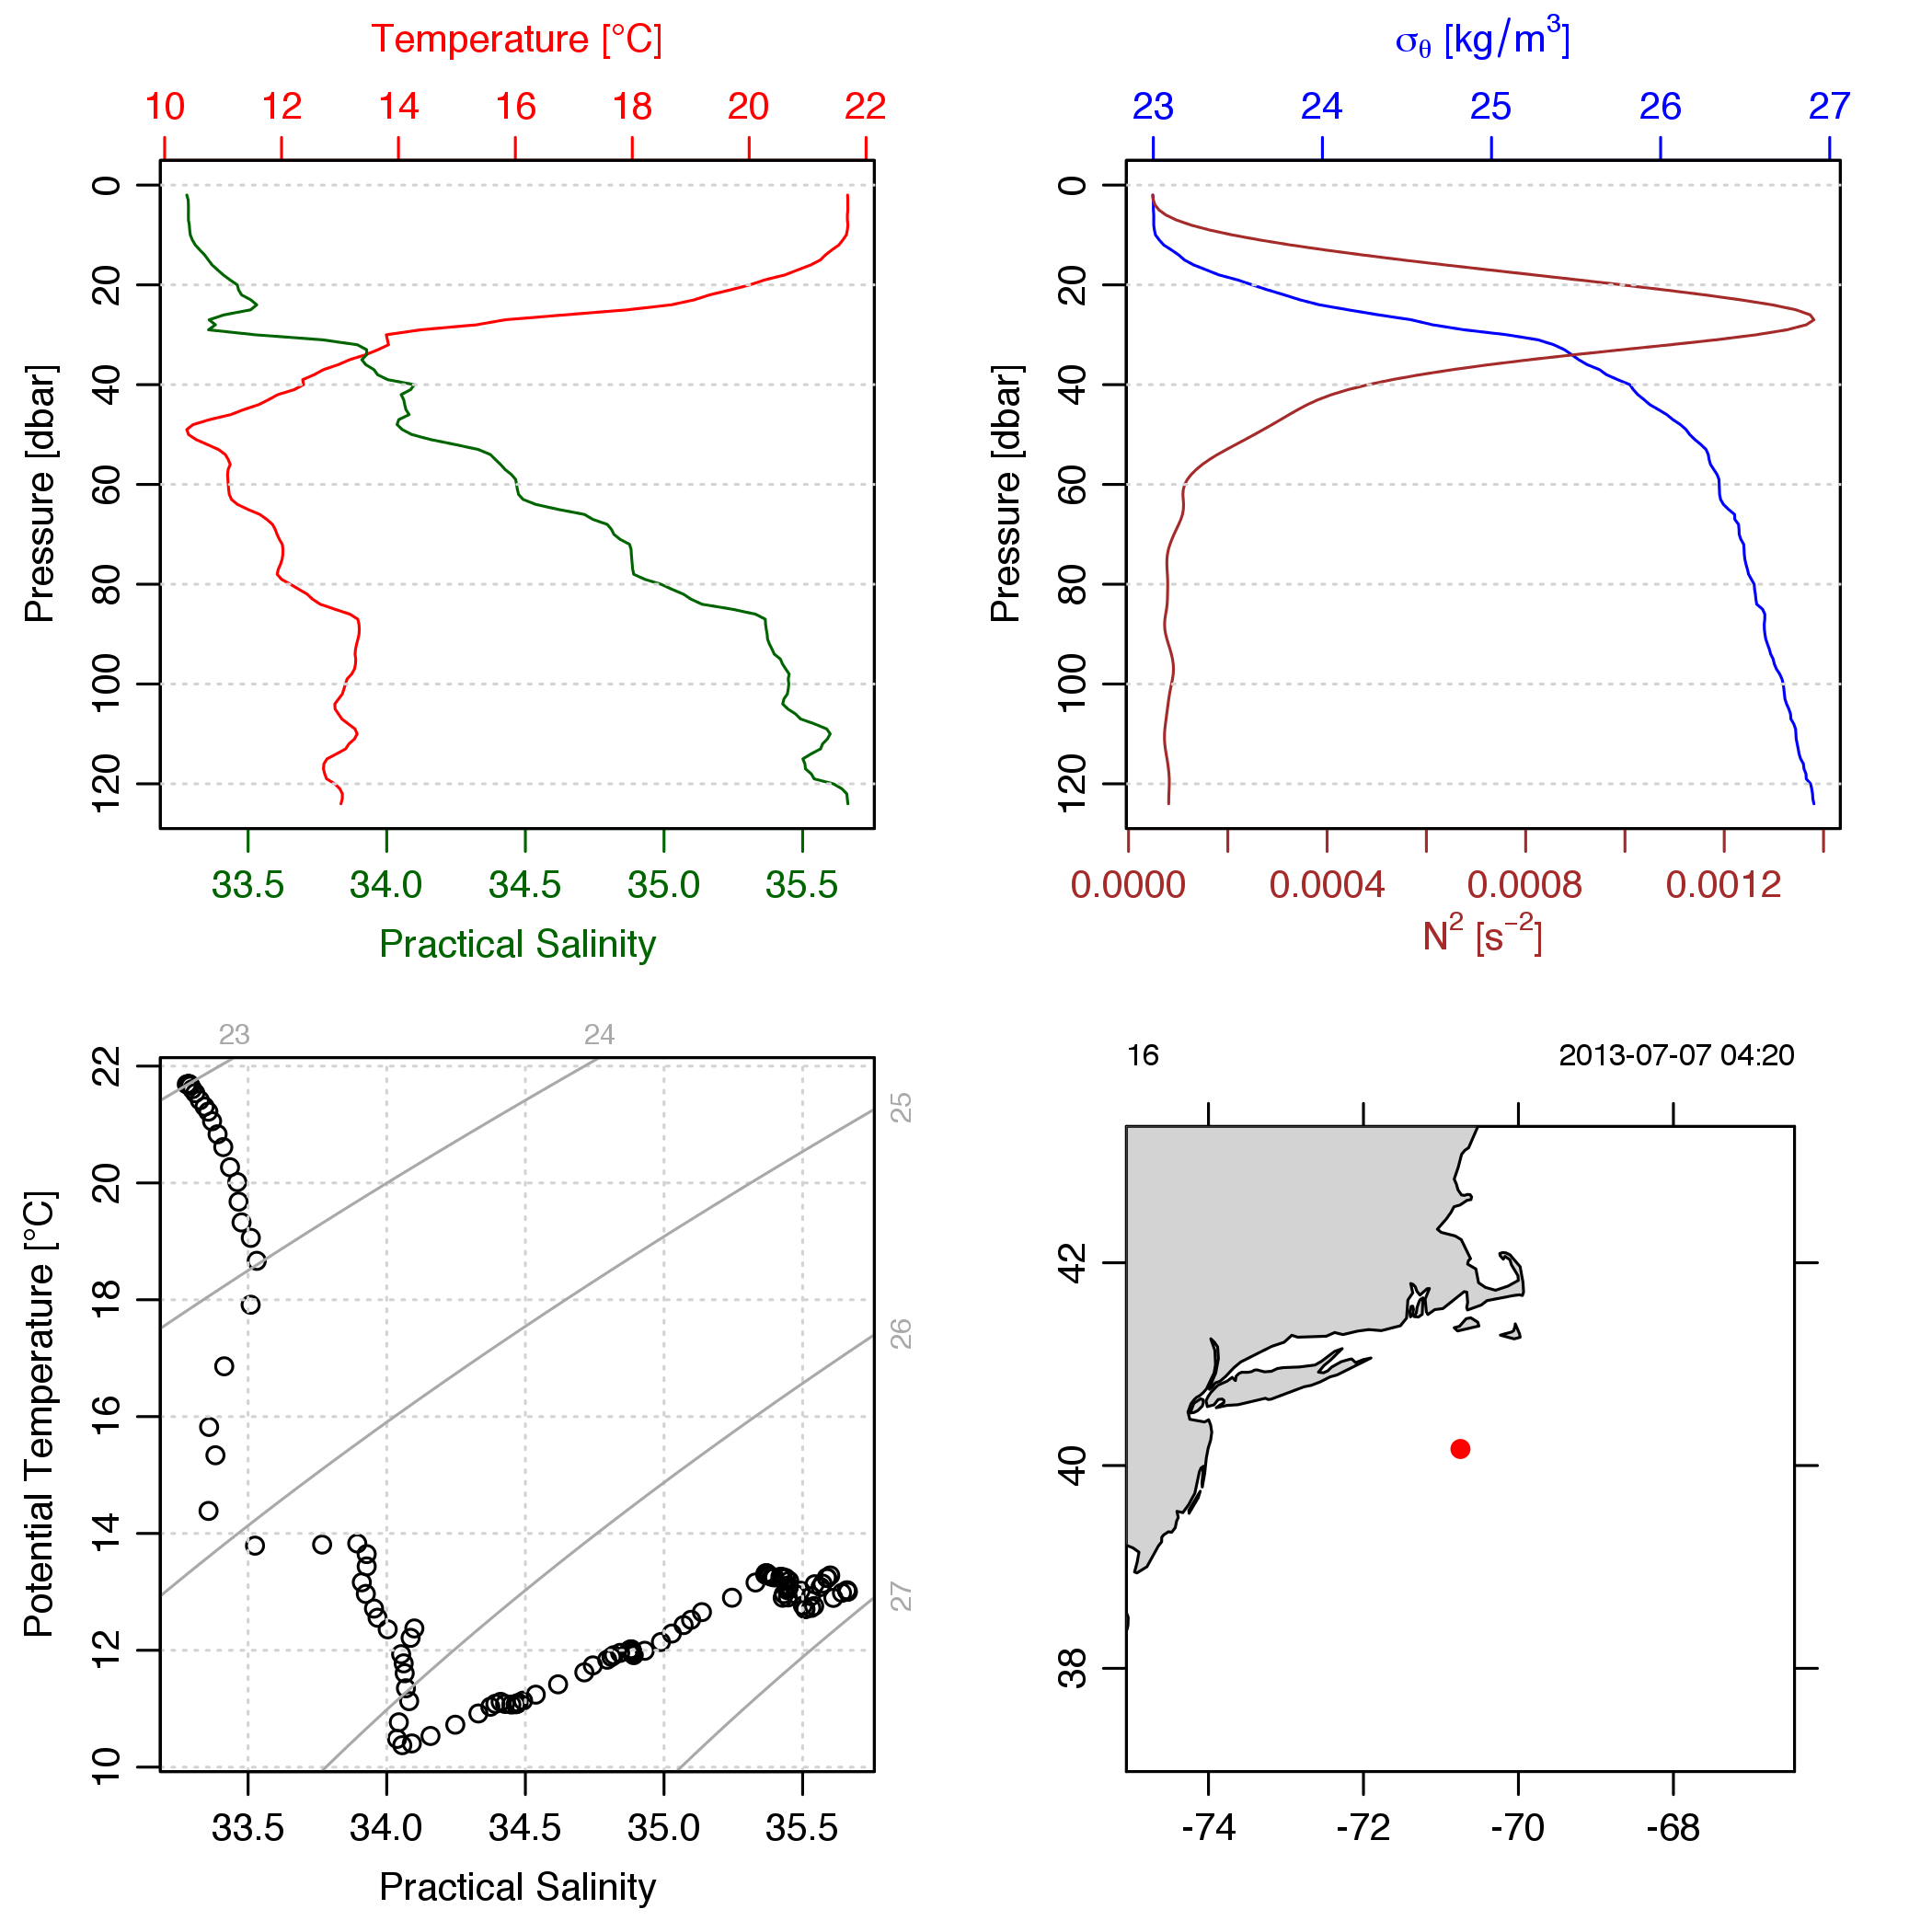 Temperature [°C]
10 12 14 16 18 20 22
0
20
40
60
80
100
120
Pressure [dbar]
33.5 34.0 34.5 35.0 35.5
Practical Salinity
σθ [kg/m³]
23 24 25 26 27
0
20
40
60
80
100
120
Pressure [dbar]
0.0000 0.0004 0.0008 0.0012
N² [s⁻²]
23 24
25
26
27
22
20
18
16
14
12
10
Potential Temperature [°C]
33.5 34.0 34.5 35.0 35.5
Practical Salinity
16 2013-07-07 04:20
42
40
38
-74 -72 -70 -68